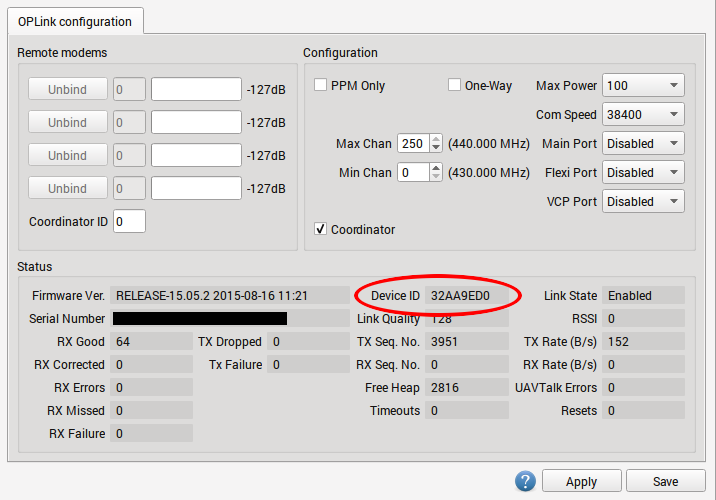 OPLink configuration
Remote modems
Unbind 0 -127dB
Unbind 0 -127dB
Unbind 0 -127dB
Unbind 0 -127dB
Coordinator ID 0
Configuration
PPM Only One-Way Max Power 100
Com Speed 38400
Max Chan 250 (440.000 MHz) Main Port Disabled
Min Chan 0 (430.000 MHz) Flexi Port Disabled
VCP Port Disabled
Coordinator
Status
Firmware Ver. RELEASE-15.05.2 2015-08-16 11:21 Device ID 32AA9ED0 Link State Enabled
Serial Number Link Quality 128 RSSI 0
RX Good 64 TX Dropped 0 TX Seq. No. 3951 TX Rate (B/s) 152
RX Corrected 0 Tx Failure 0 RX Seq. No. 0 RX Rate (B/s) 0
RX Errors 0 Free Heap 2816 UAVTalk Errors 0
RX Missed 0 Timeouts 0 Resets 0
RX Failure 0
? Apply Save